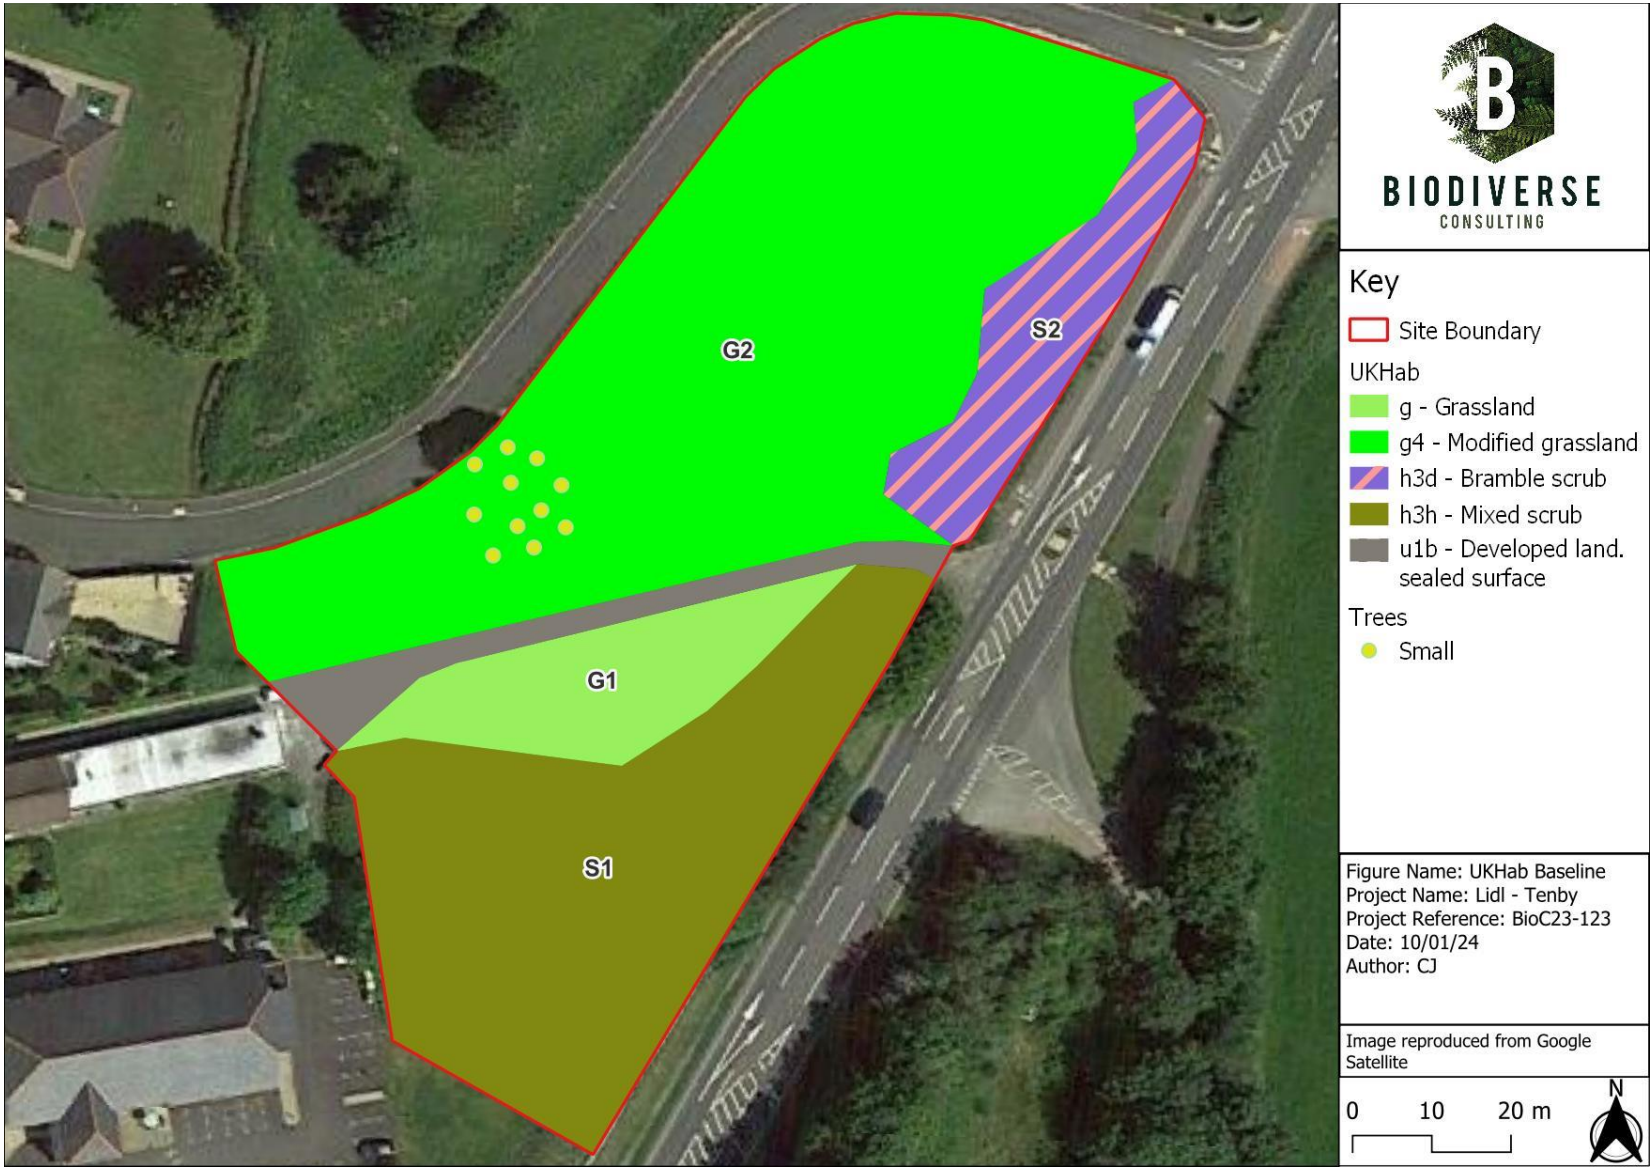 G2
S2
G1
S1
B
BIODIVERSE
CONSULTING
Key
Site Boundary
UKHab
g - Grassland
g4 - Modified grassland
h3d - Bramble scrub
h3h - Mixed scrub
u1b - Developed land.
sealed surface
Trees
Small
Figure Name: UKHab Baseline
Project Name: Lidl - Tenby
Project Reference: BioC23-123
Date: 10/01/24
Author: CJ
Image reproduced from Google
Satellite
0 10 20 m
N